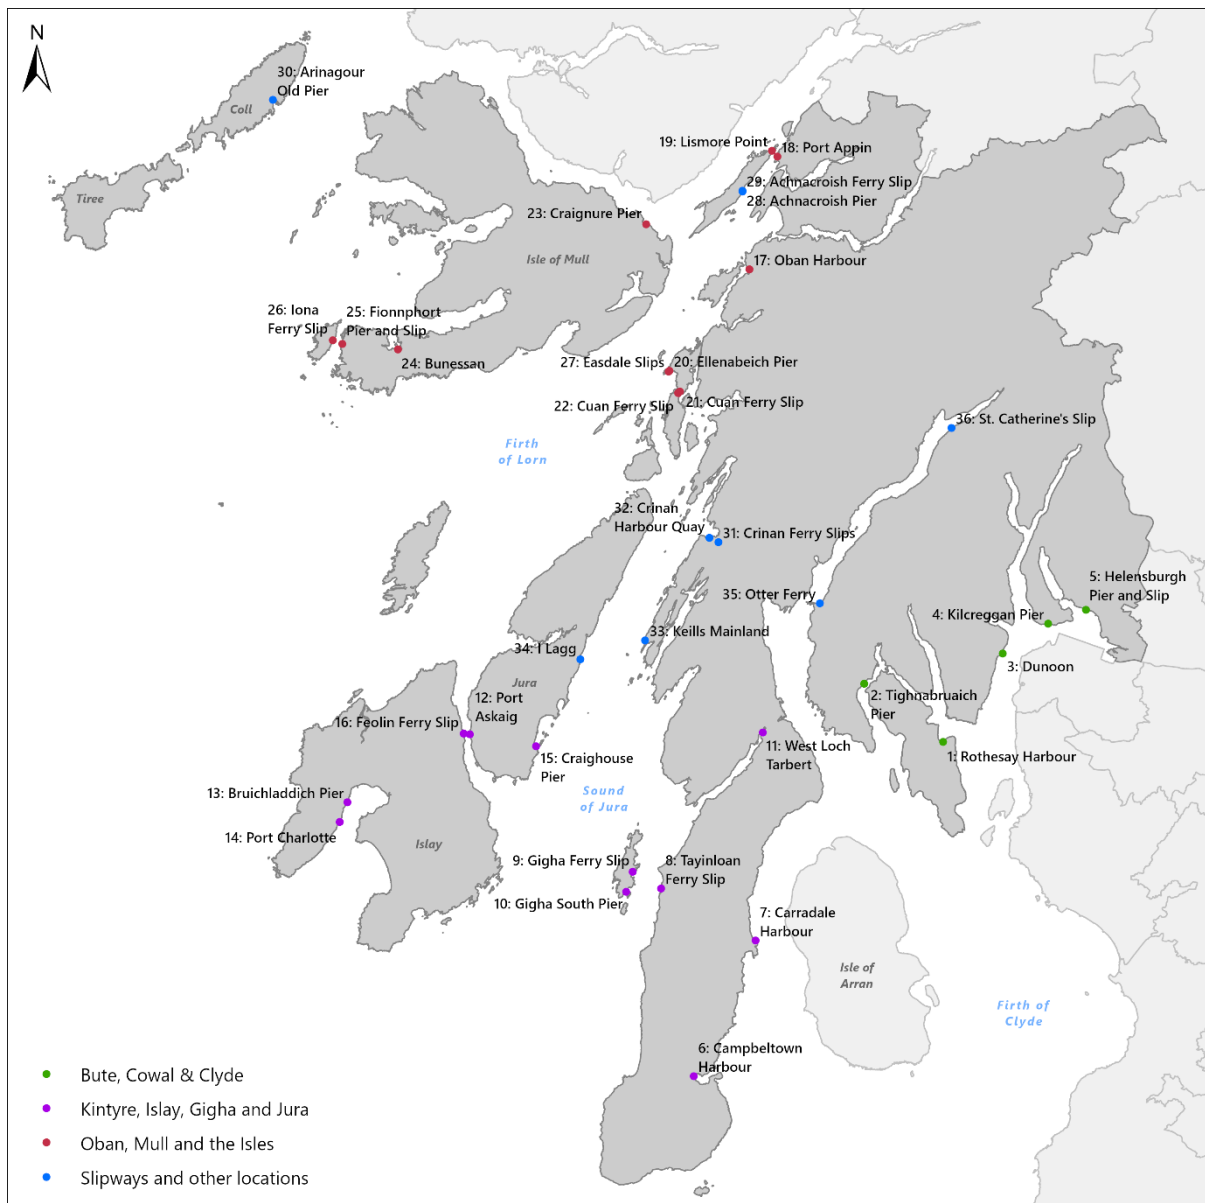 N
30: Arinagour
Old Pier
Coll
Tiree
19: Lismore Point
18: Port Appin
29: Achnacroish Ferry Slip
28: Achnacroish Pier
23: Craignure Pier
Isle of Mull
17: Oban Harbour
26: Iona
Ferry Slip
25: Fionnphort
Pier and Slip
24: Bunessan
27: Easdale Slips
20: Ellenabeich Pier
22: Cuan Ferry Slip
21: Cuan Ferry Slip
36: St. Catherine's Slip
Firth
of Lorn
32: Crinan
Harbour Quay
31: Crinan Ferry Slips
35: Otter Ferry
5: Helensburgh
Pier and Slip
4: Kilcreggan Pier
33: Keills Mainland
34: I Lagg
3: Dunoon
Jura
12: Port
Askaig
2: Tighnabruaich
Pier
16: Feolin Ferry Slip
11: West Loch
Tarbert
15: Craighouse
Pier
1: Rothesay Harbour
13: Bruichladdich Pier
Sound
of Jura
14: Port Charlotte
Islay
9: Gigha Ferry Slip
8: Tayinloan
Ferry Slip
10: Gigha South Pier
7: Carradale
Harbour
Isle of
Arran
Firth of
Clyde
6: Campbeltown
Harbour
Bute, Cowal & Clyde
Kintyre, Islay, Gigha and Jura
Oban, Mull and the Isles
Slipways and other locations